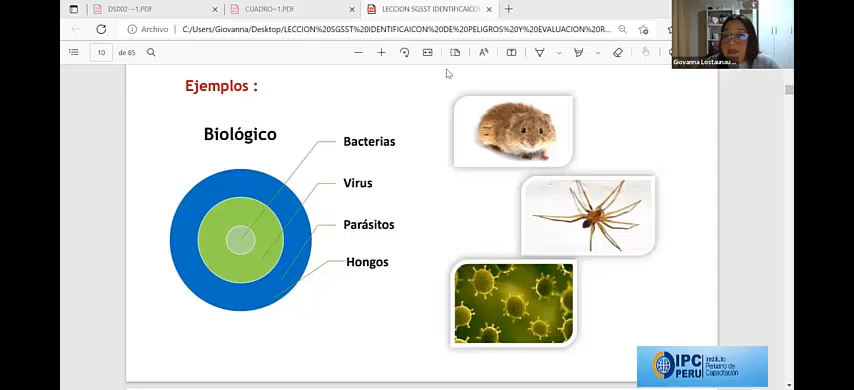 DS002--1.PDF
CUADRO~1.PDF
LECCION SGSST IDENTIFICAICON
Archivo
C:/Users/Giovanna/Desktop/LECCION%20SGSST%20IDENTIFICAICON%20DE%20PELIGROS%20Y%20EVALUACION%20R...
10
de 85
Giovanna Lostaunau ...
Ejemplos :
Biológico
Bacterias
Virus
Parásitos
Hongos
IPC
PERU
Instituto
Peruano de
Capacitación